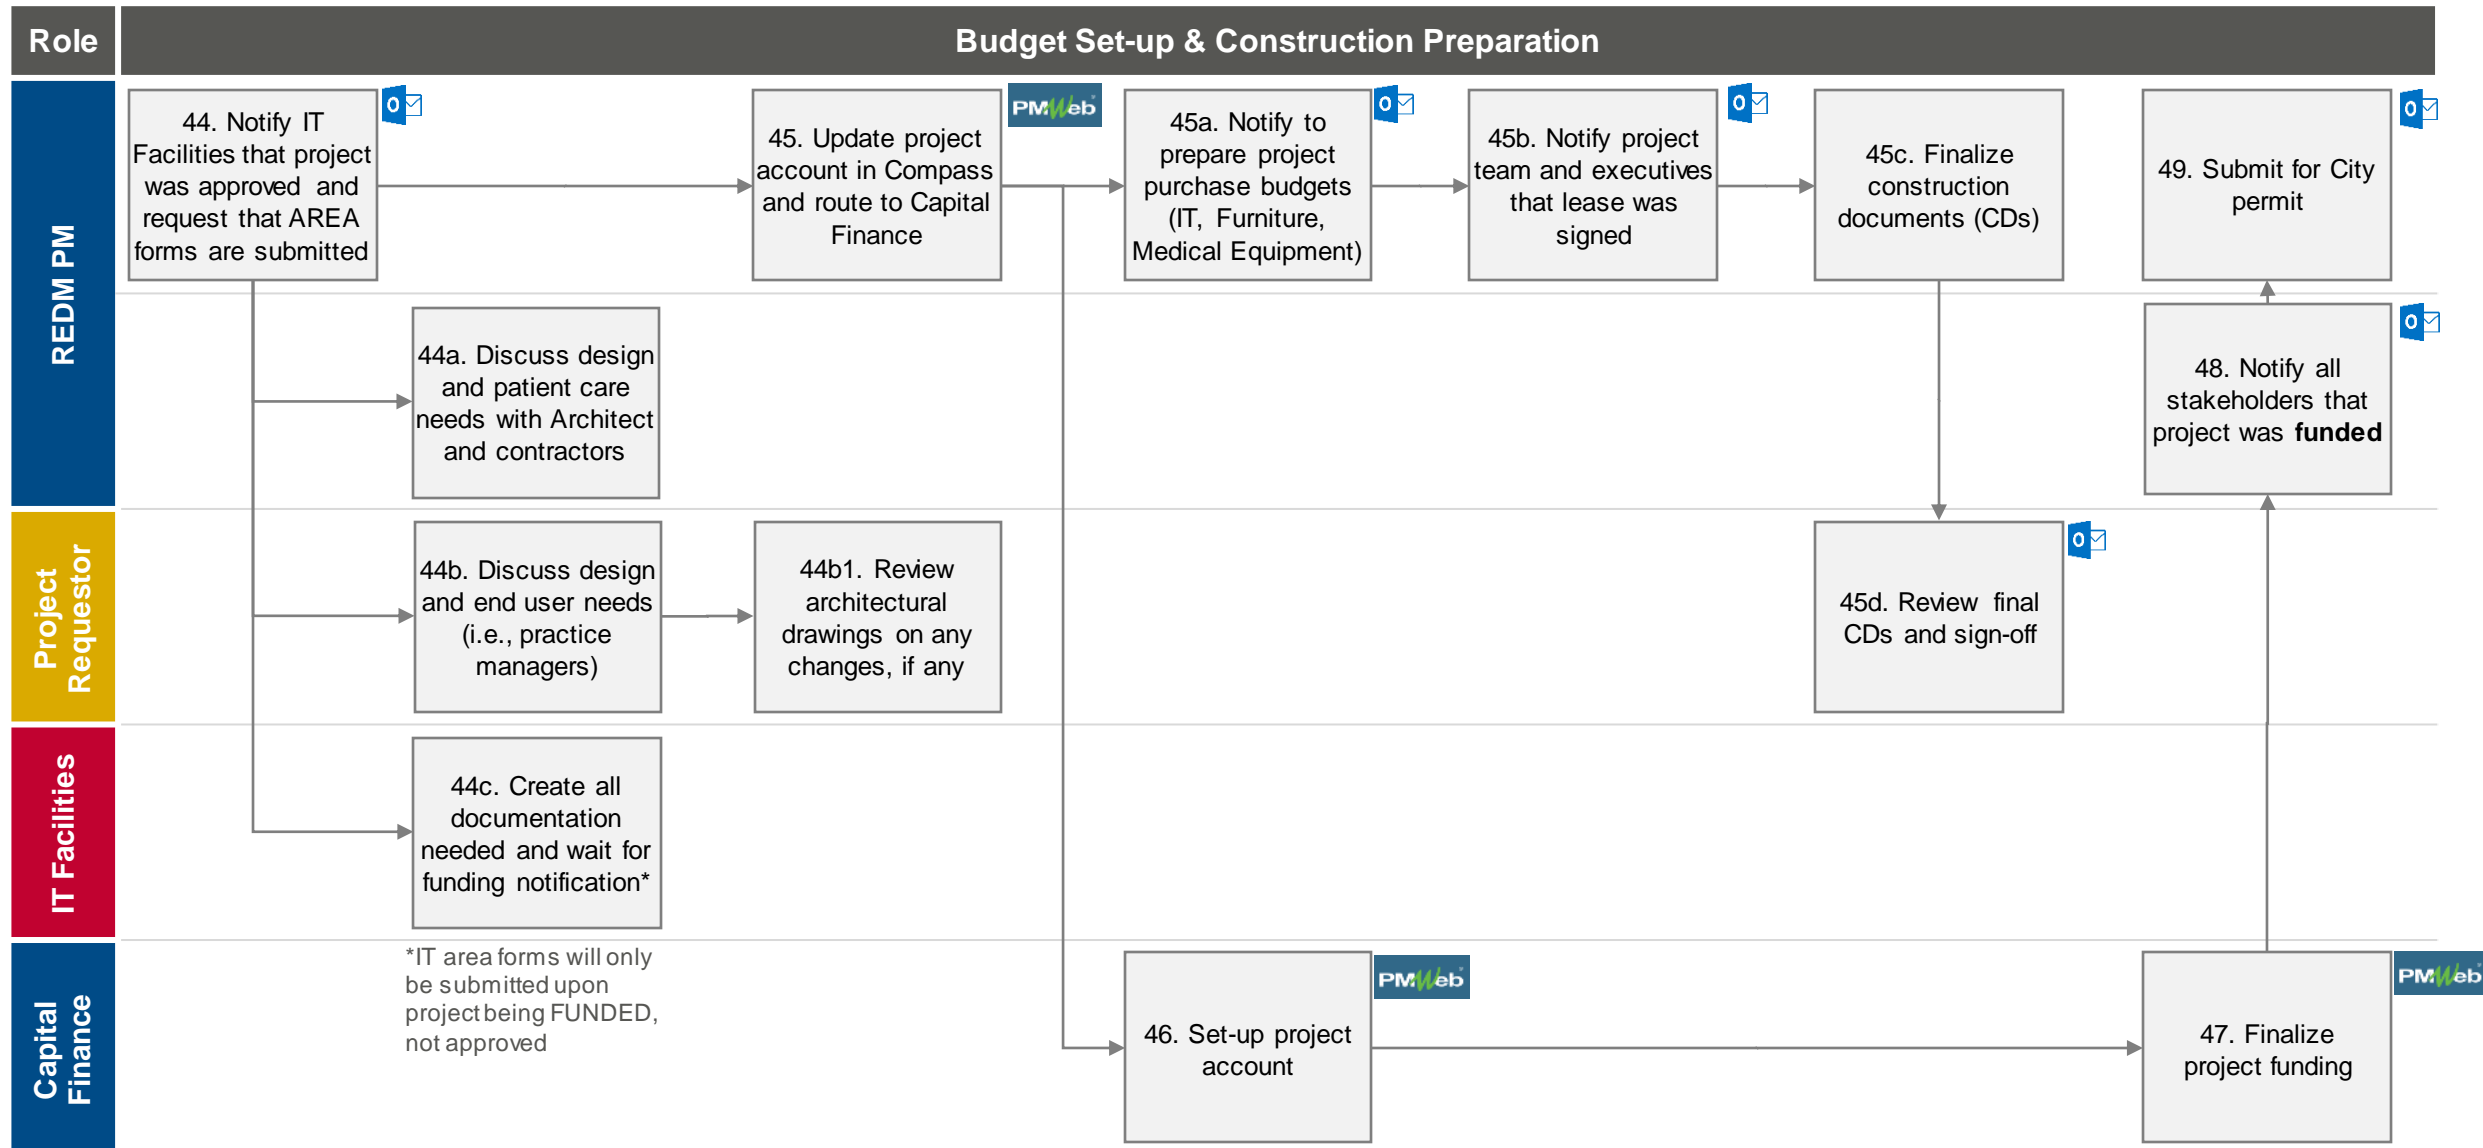 Role
Budget Set-up & Construction Preparation
REDM PM
44. Notify IT
Facilities that project
was approved and
request that AREA
forms are submitted
45. Update project
account in Compass
and route to Capital
Finance
PMWeb
45a. Notify to
prepare project
purchase budgets
(IT, Furniture,
Medical Equipment)
45b. Notify project
team and executives
that lease was
signed
45c. Finalize
construction
documents (CDs)
49. Submit for City
permit
44a. Discuss design
and patient care
needs with Architect
and contractors
48. Notify all
stakeholders that
project was funded
Project
Requestor
44b. Discuss design
and end user needs
(i.e., practice
managers)
44b1. Review
architectural
drawings on any
changes, if any
45d. Review final
CDs and sign-off
IT Facilities
44c. Create all
documentation
needed and wait for
funding notification*
*IT area forms will only
be submitted upon
project being FUNDED,
not approved
Capital
Finance
46. Set-up project
account
PMWeb
47. Finalize
project funding
PMWeb